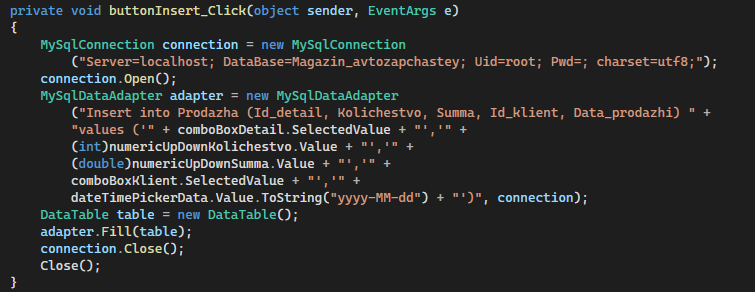 private void buttonInsert_Click(object sender, EventArgs e)
{
    MySqlConnection connection = new MySqlConnection
        ("Server=localhost; DataBase=Magazin_avtozapchastey; Uid=root; Pwd=; charset=utf8;");
    connection.Open();
    MySqlDataAdapter adapter = new MySqlDataAdapter
        ("Insert into Prodazha (Id_detail, Kolichestvo, Summa, Id_klient, Data_prodazhi) " +
        "values ('" + comboBoxDetail.SelectedValue + "','" +
        (int)numericUpDownKolichestvo.Value + "','" +
        (double)numericUpDownSumma.Value + "','" +
        comboBoxKlient.SelectedValue + "','" +
        dateTimePickerData.Value.ToString("yyyy-MM-dd") + "')", connection);
    DataTable table = new DataTable();
    adapter.Fill(table);
    connection.Close();
    Close();
}